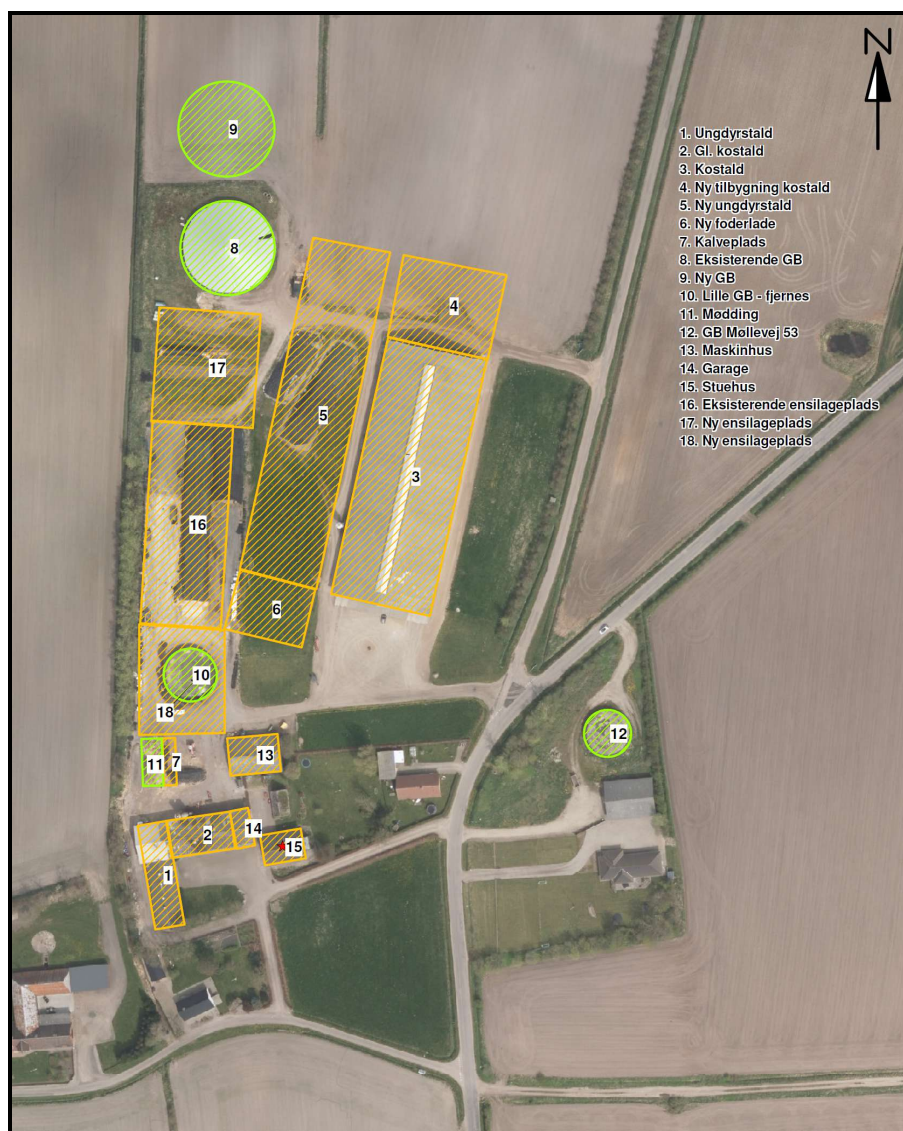 N
1. Ungdyrstald
2. Gl. kostald
3. Kostald
4. Ny tilbygning kostald
5. Ny ungdyrstald
6. Ny foderlade
7. Kalveplads
8. Eksisterende GB
9. Ny GB
10. Lille GB - fjernes
11. Mødding
12. GB Møllevej 53
13. Maskinhus
14. Garage
15. Stuehus
16. Eksisterende ensilageplads
17. Ny ensilageplads
18. Ny ensilageplads
9
8
4
17
5
3
16
6
10
18
12
13
11
7
2
14
15
1